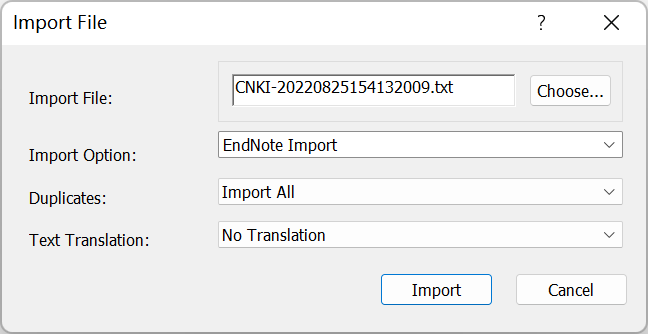 Import File
?
Import File:
CNKI-20220825154132009.txt
Choose...
Import Option:
EndNote Import
Duplicates:
Import All
Text Translation:
No Translation
Import
Cancel